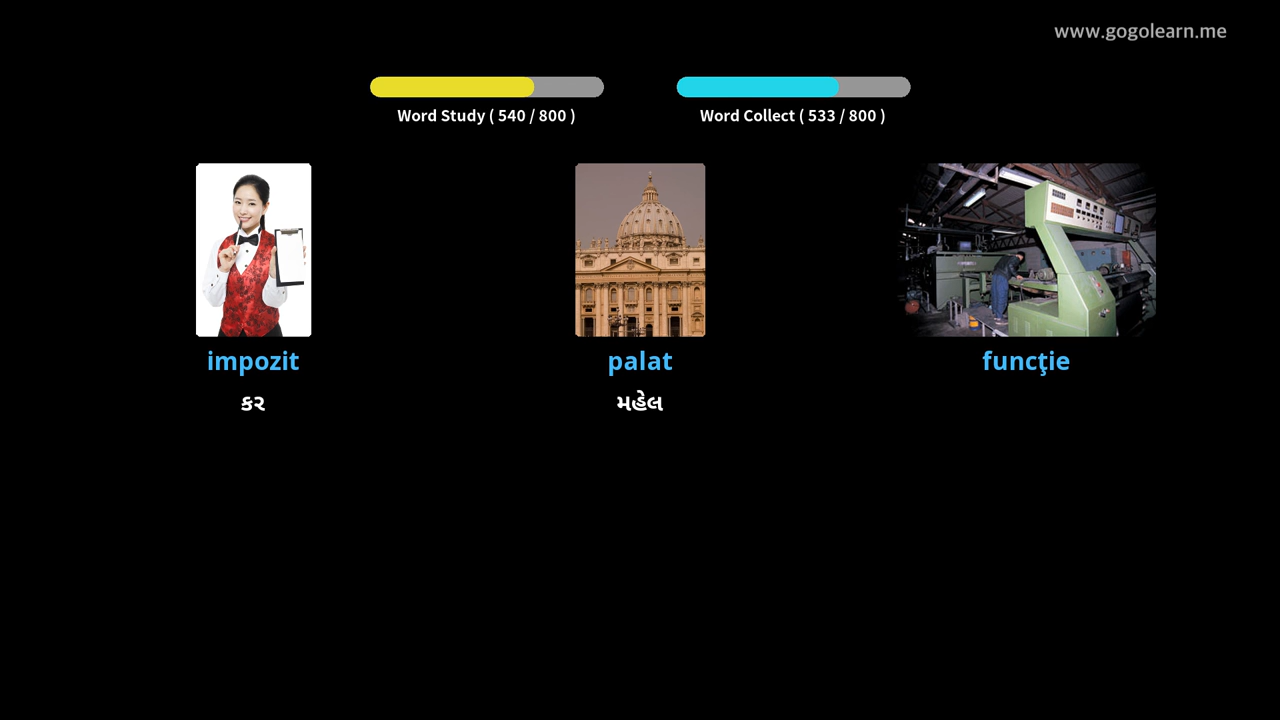 www.gogolearn.me
Word Study ( 540 / 800 )
Word Collect ( 533 / 800 )
impozit
palat
funcţie
કર
મહેલ